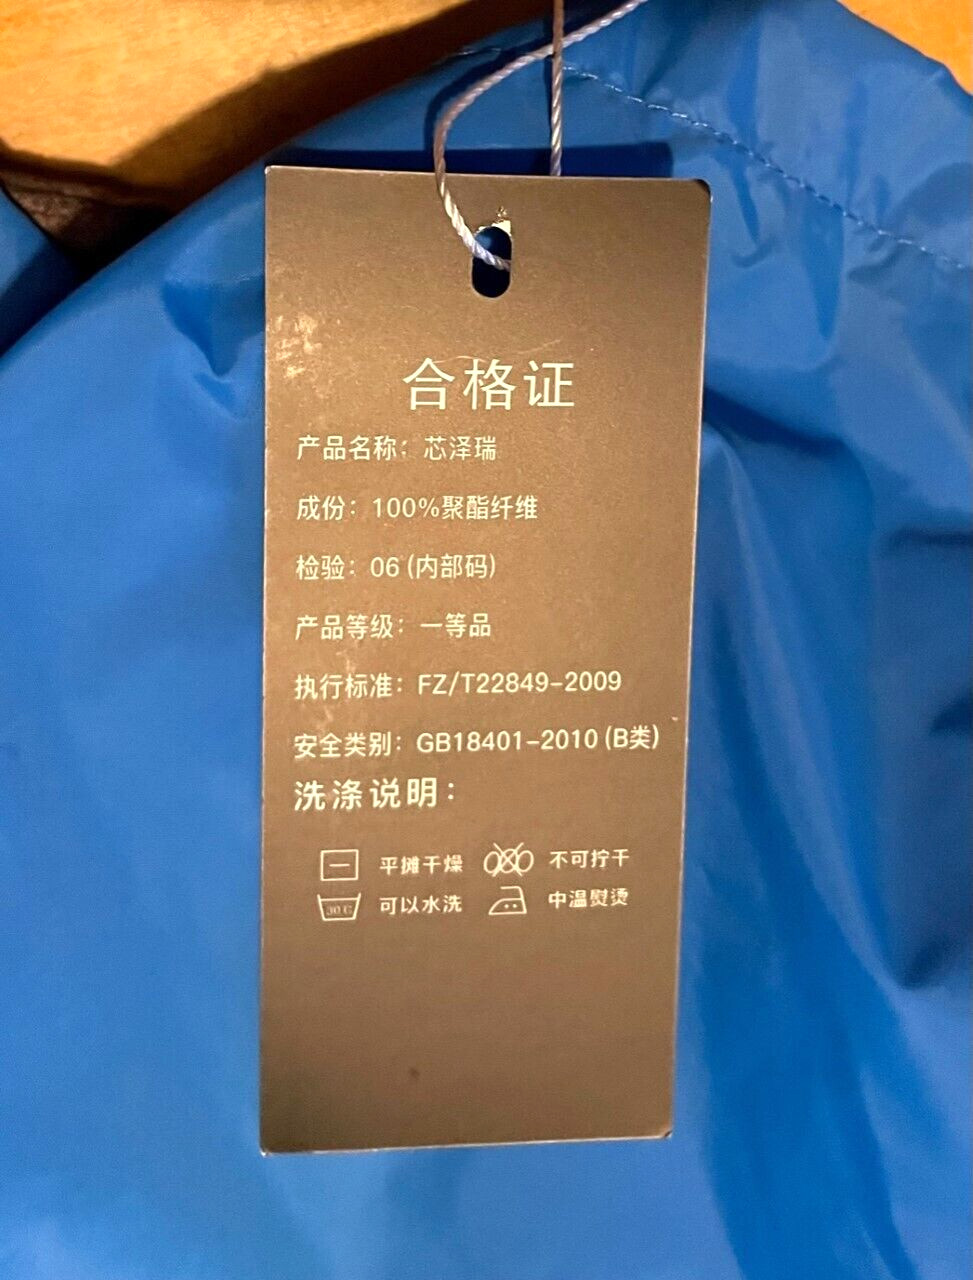 合格证
产品名称：芯泽瑞
成份：100%聚酯纤维
检验：06(内部码)
产品等级：一等品
执行标准：FZ/T22849-2009
安全类别：GB18401-2010(B类)
洗涤说明：
平摊干燥 不可拧干
30C 可以水洗 中温熨烫